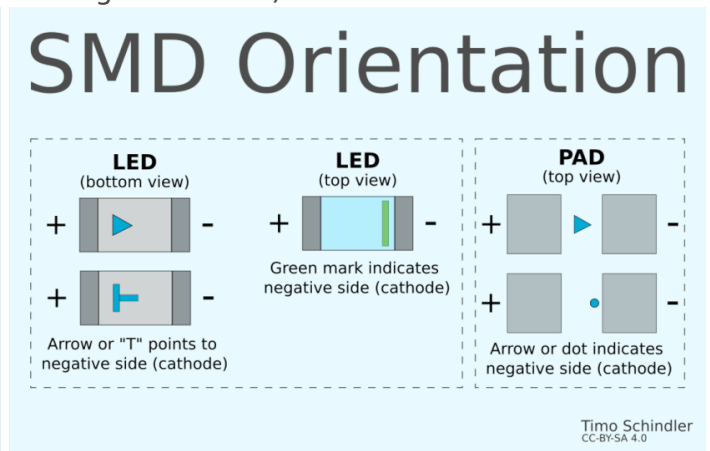 SMD Orientation
LED
(bottom view)
+ -
+ -
Arrow or "T" points to
negative side (cathode)
LED
(top view)
+ -
Green mark indicates
negative side (cathode)
PAD
(top view)
+ -
+ -
Arrow or dot indicates
negative side (cathode)
Timo Schindler
CC-BY-SA 4.0